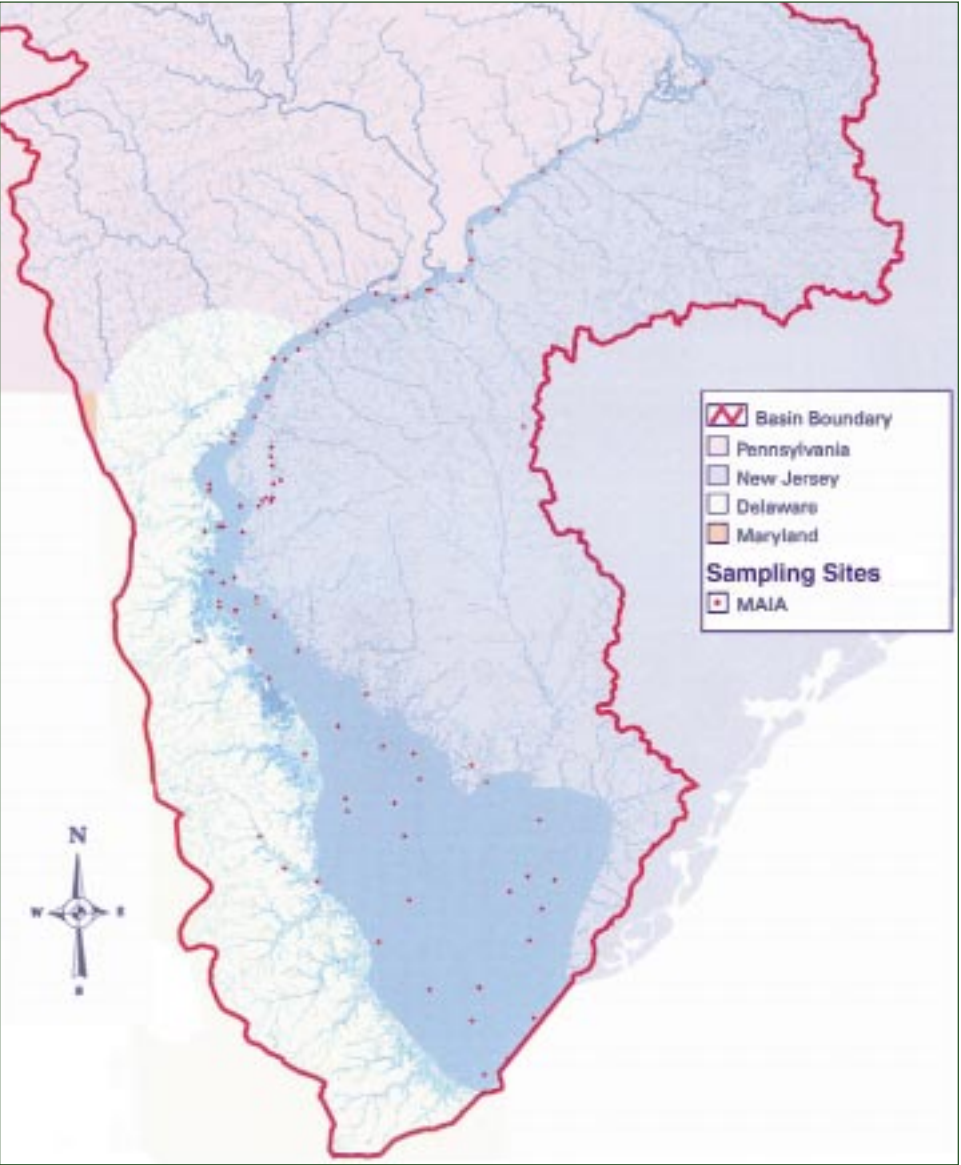 Basin Boundary
Pennsylvania
New Jersey
Delaware
Maryland
Sampling Sites
MAIA
N
W
E
S